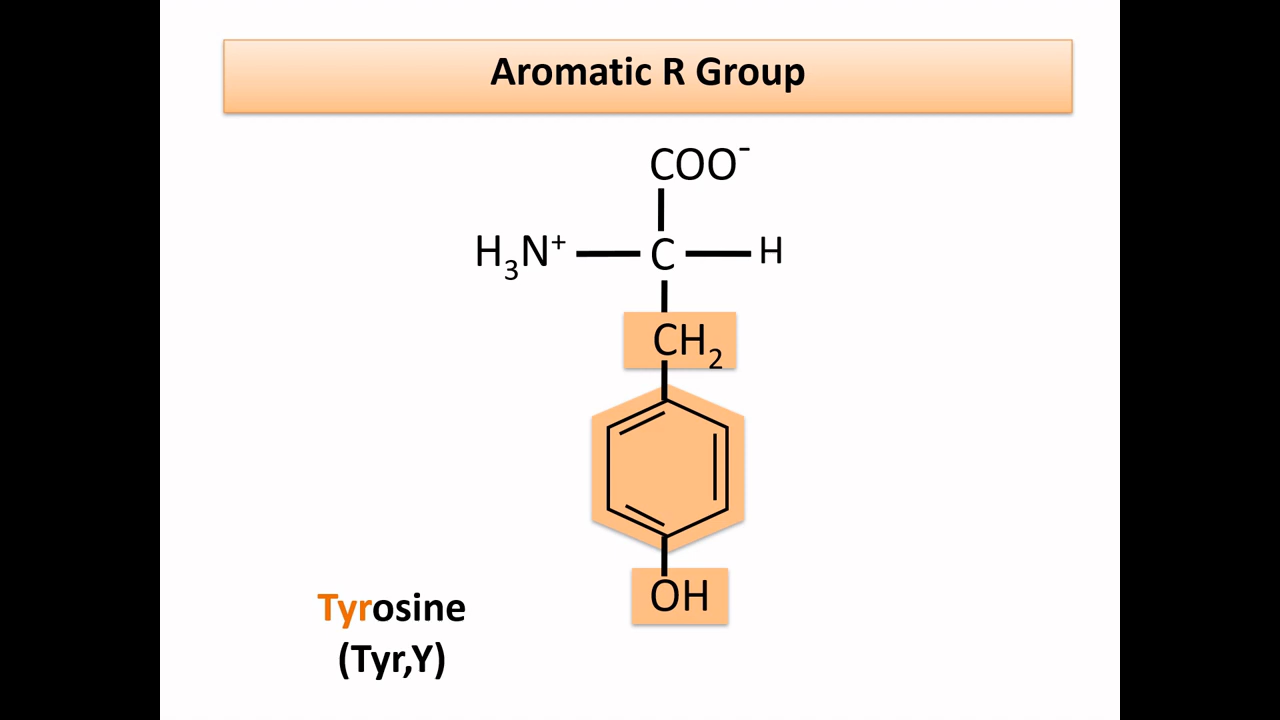 Aromatic R Group
COO⁻
H₃N⁺ C H
CH₂
OH
Tyrosine
(Tyr,Y)